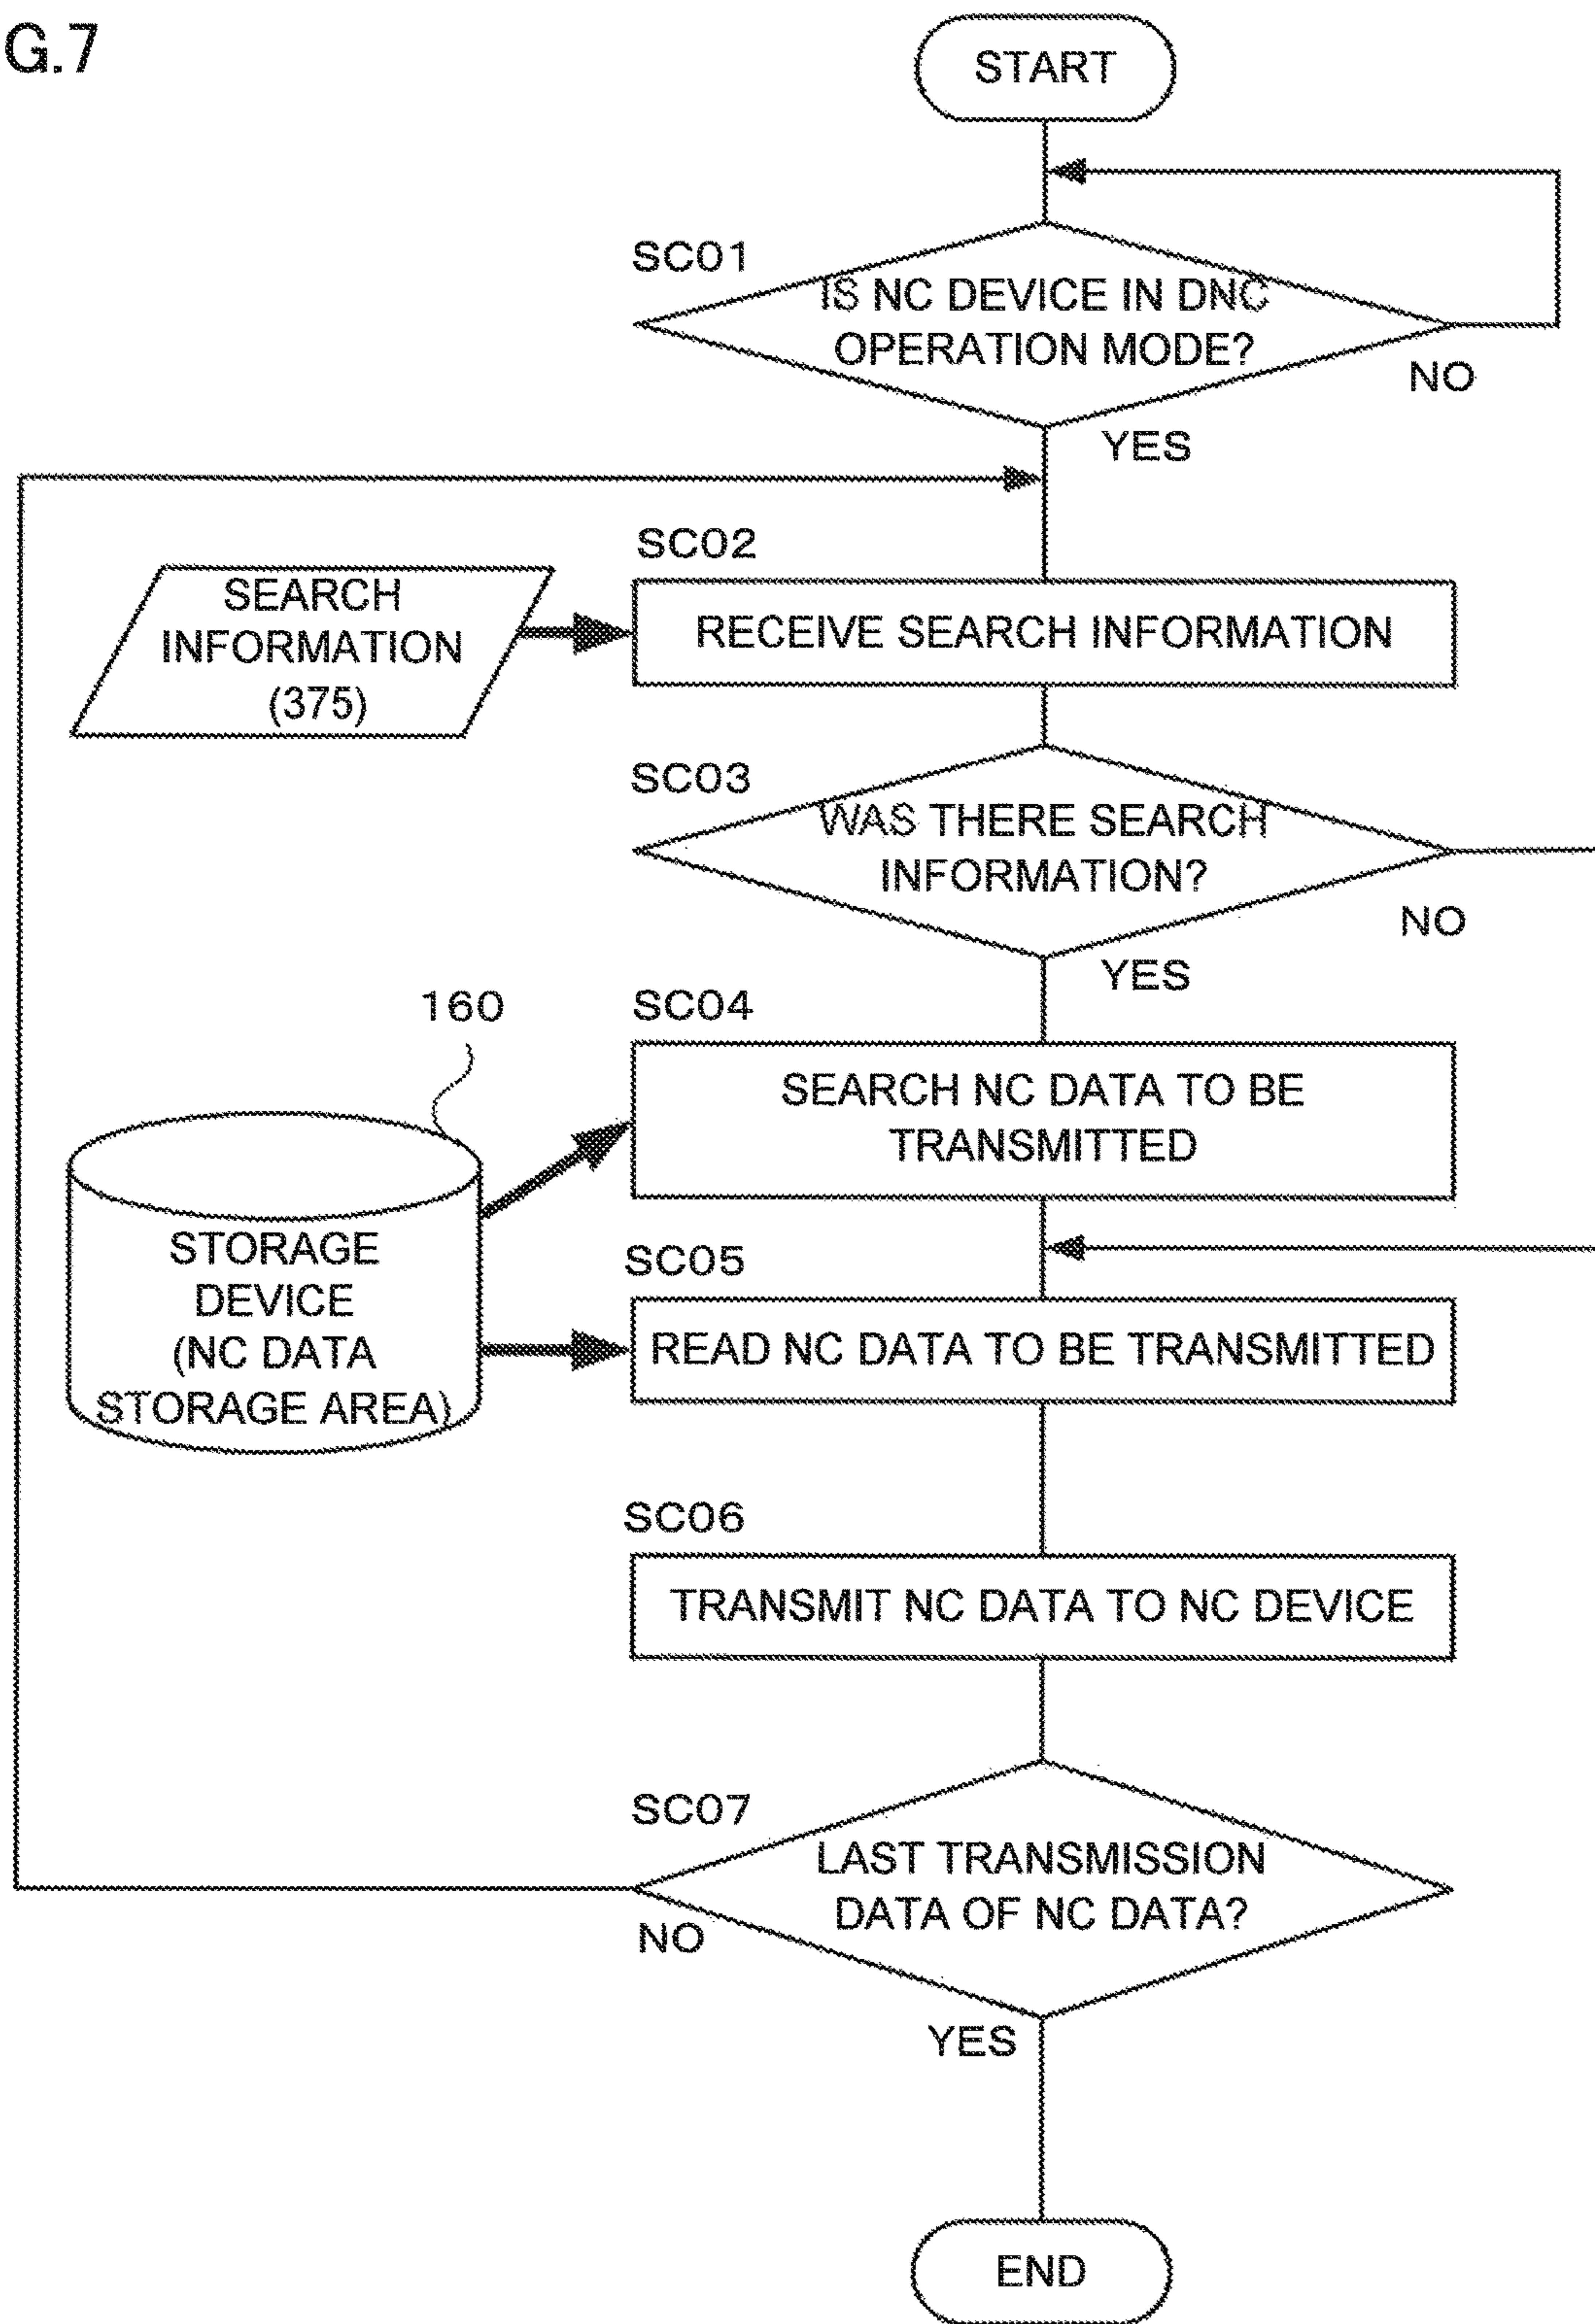 G.7
START
SC01
IS NC DEVICE IN DNC
OPERATION MODE?
NO
YES
SC02
SEARCH
INFORMATION
(375)
RECEIVE SEARCH INFORMATION
SC03
WAS THERE SEARCH
INFORMATION?
NO
YES
160
SC04
SEARCH NC DATA TO BE
TRANSMITTED
STORAGE
DEVICE
(NC DATA
STORAGE AREA)
SC05
READ NC DATA TO BE TRANSMITTED
SC06
TRANSMIT NC DATA TO NC DEVICE
SC07
LAST TRANSMISSION
DATA OF NC DATA?
NO
YES
END